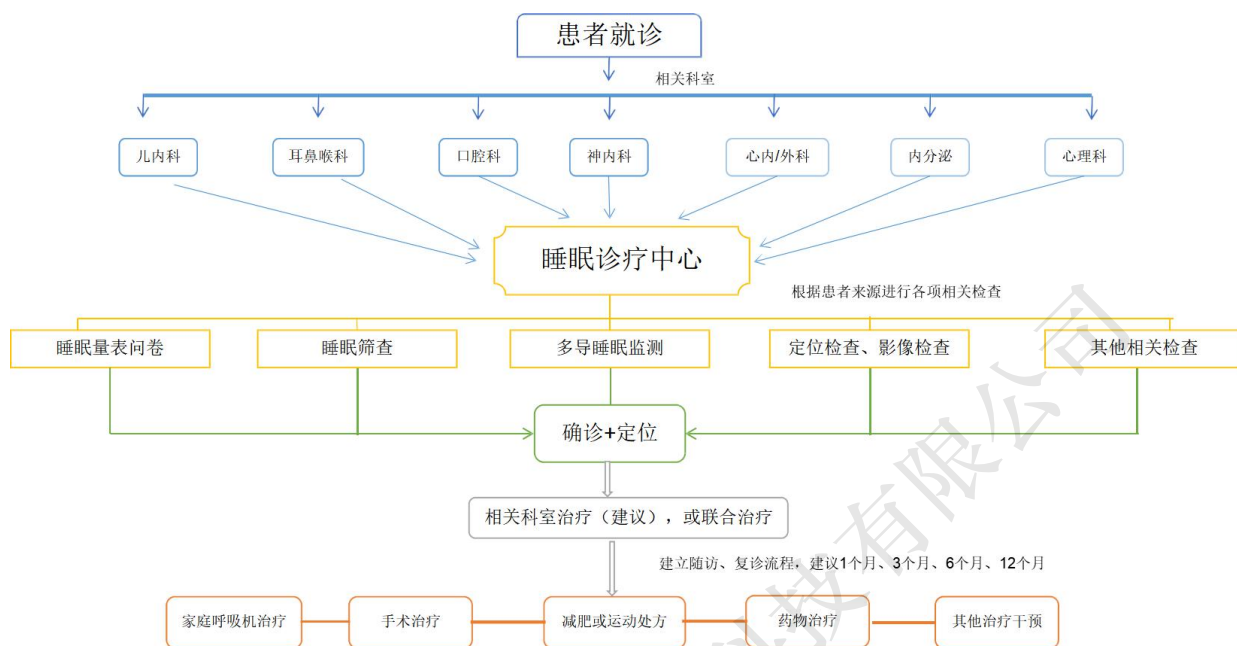 患者就诊
相关科室
儿内科
耳鼻喉科
口腔科
神内科
心内/外科
内分泌
心理科
睡眠诊疗中心
根据患者来源进行各项相关检查
睡眠量表问卷
睡眠筛查
多导睡眠监测
定位检查、影像检查
其他相关检查
确诊+定位
相关科室治疗（建议），或联合治疗
建立随访、复诊流程，建议1个月、3个月、6个月、12个月
家庭呼吸机治疗
手术治疗
减肥或运动处方
药物治疗
其他治疗干预
科技有限公司